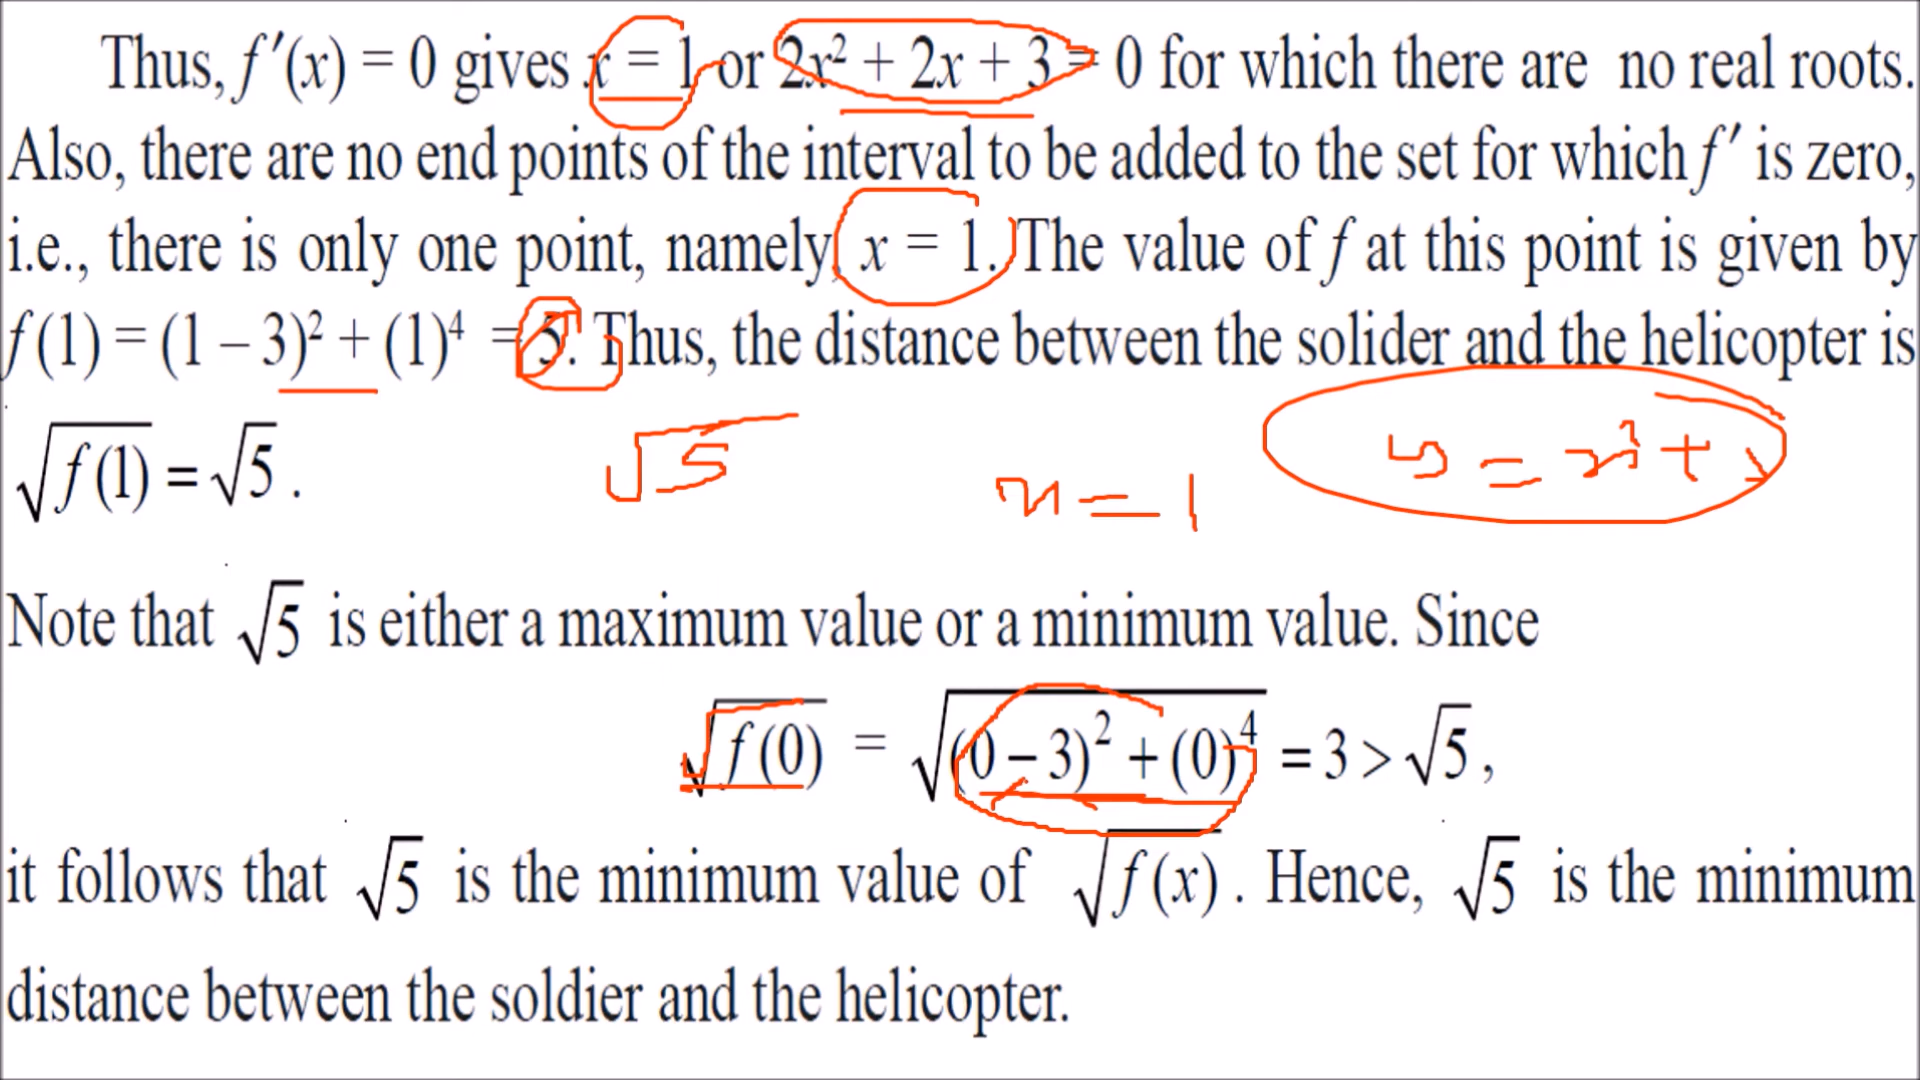 Thus, f′(x) = 0 gives x = 1 or 2x² + 2x + 3 = 0 for which there are no real roots.
Also, there are no end points of the interval to be added to the set for which f′ is zero,
i.e., there is only one point, namely, x = 1. The value of f at this point is given by
f(1) = (1 – 3)² + (1)⁴ = 5. Thus, the distance between the solider and the helicopter is
√f(1) = √5.
√5
x = 1
Note that √5 is either a maximum value or a minimum value. Since
√f(0) = √(0 – 3)² + (0)⁴ = 3 > √5,
it follows that √5 is the minimum value of √f(x). Hence, √5 is the minimum
distance between the soldier and the helicopter.